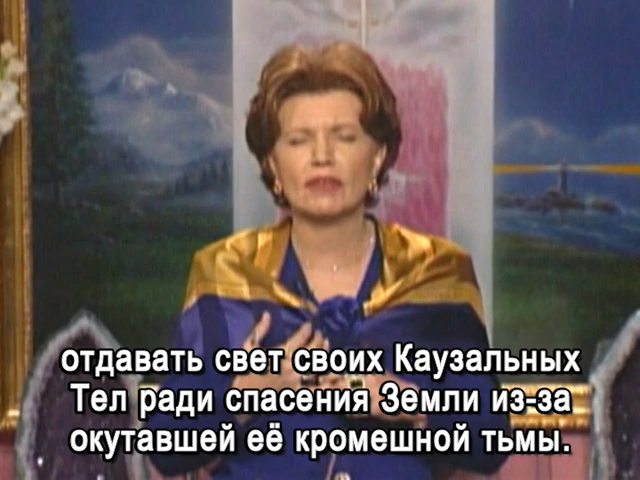 отдавать свет своих Каузальных
Тел ради спасения Земли из-за
окутавшей её кромешной тьмы.